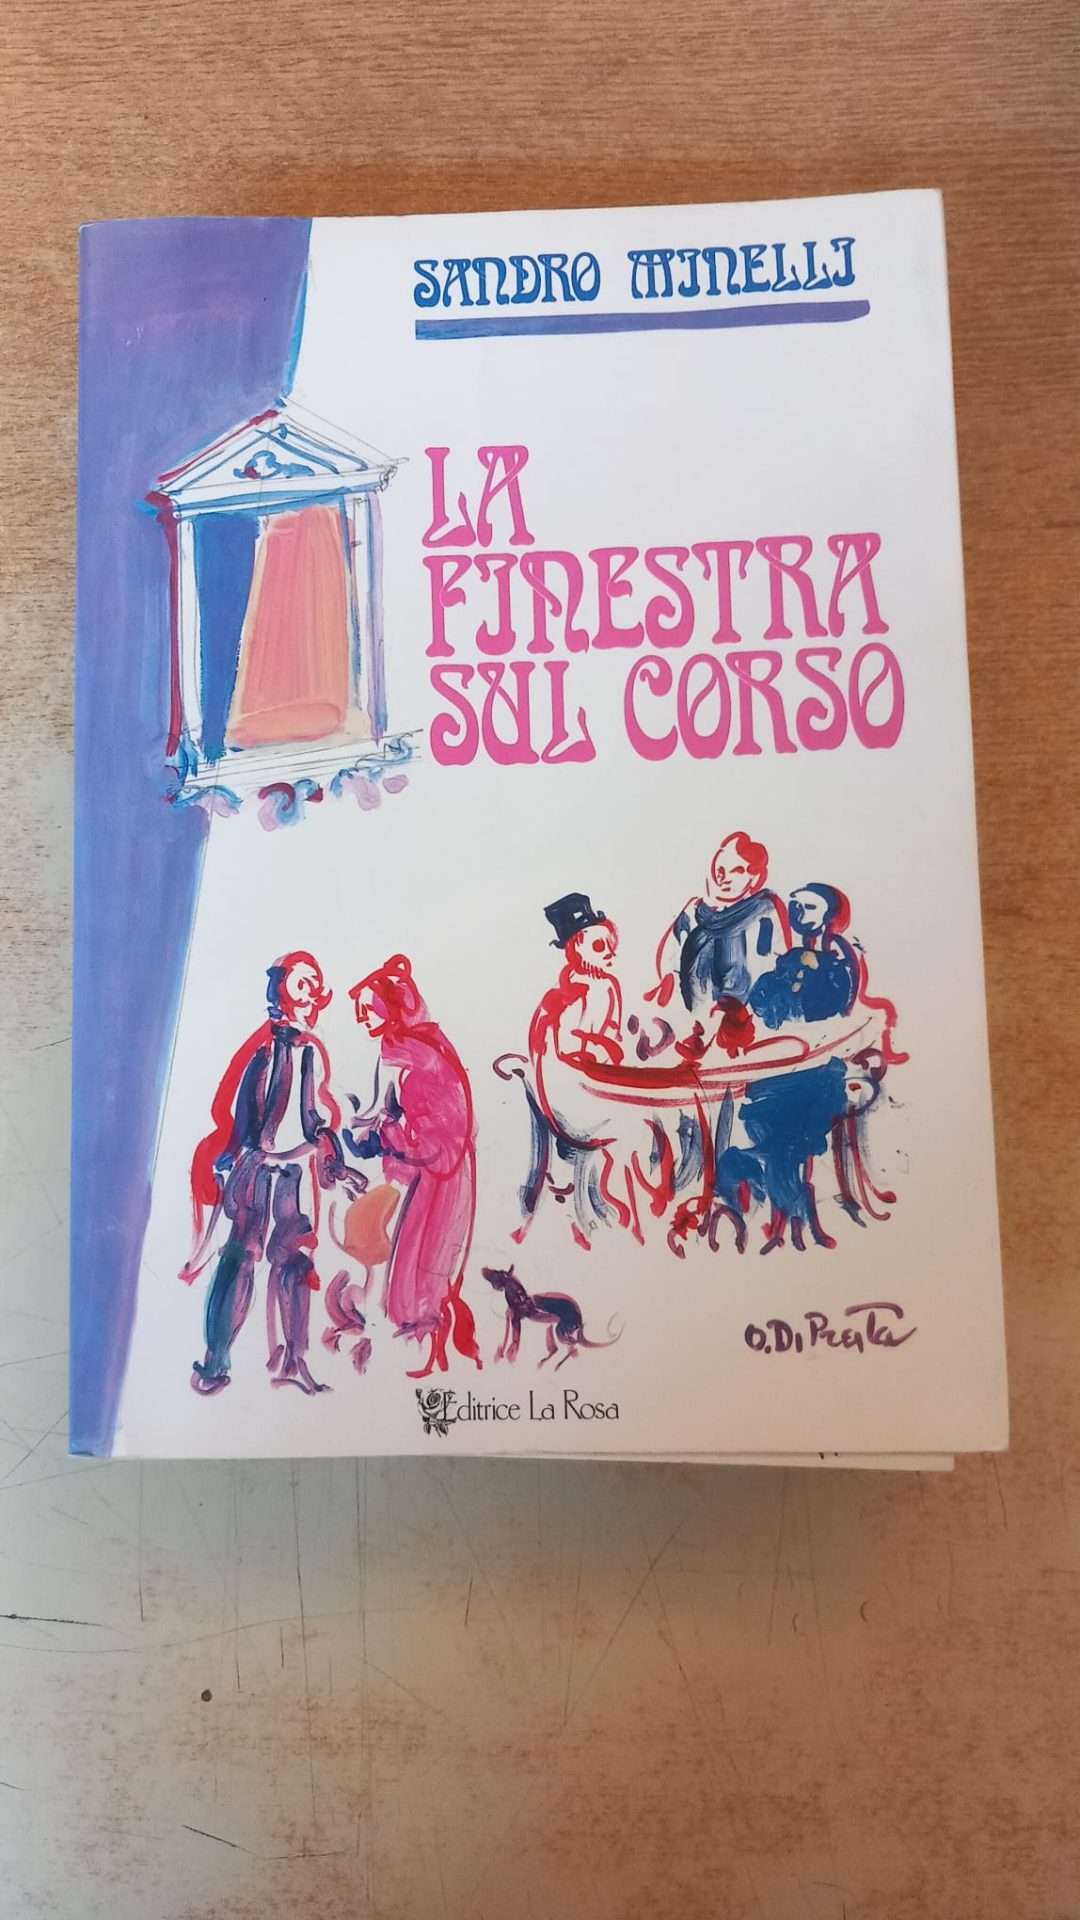 SANDRO MINELLI
LA
FINESTRA
SUL CORSO
O. Di Prata
Editrice La Rosa